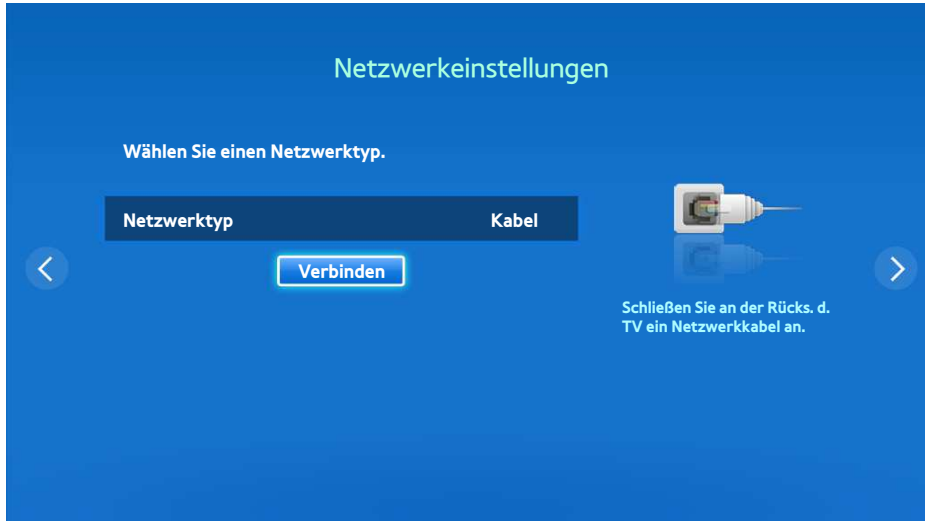 Netzwerkeinstellungen
Wählen Sie einen Netzwerktyp.
Netzwerktyp Kabel
Verbinden
Schließen Sie an der Rücks. d.
TV ein Netzwerkkabel an.